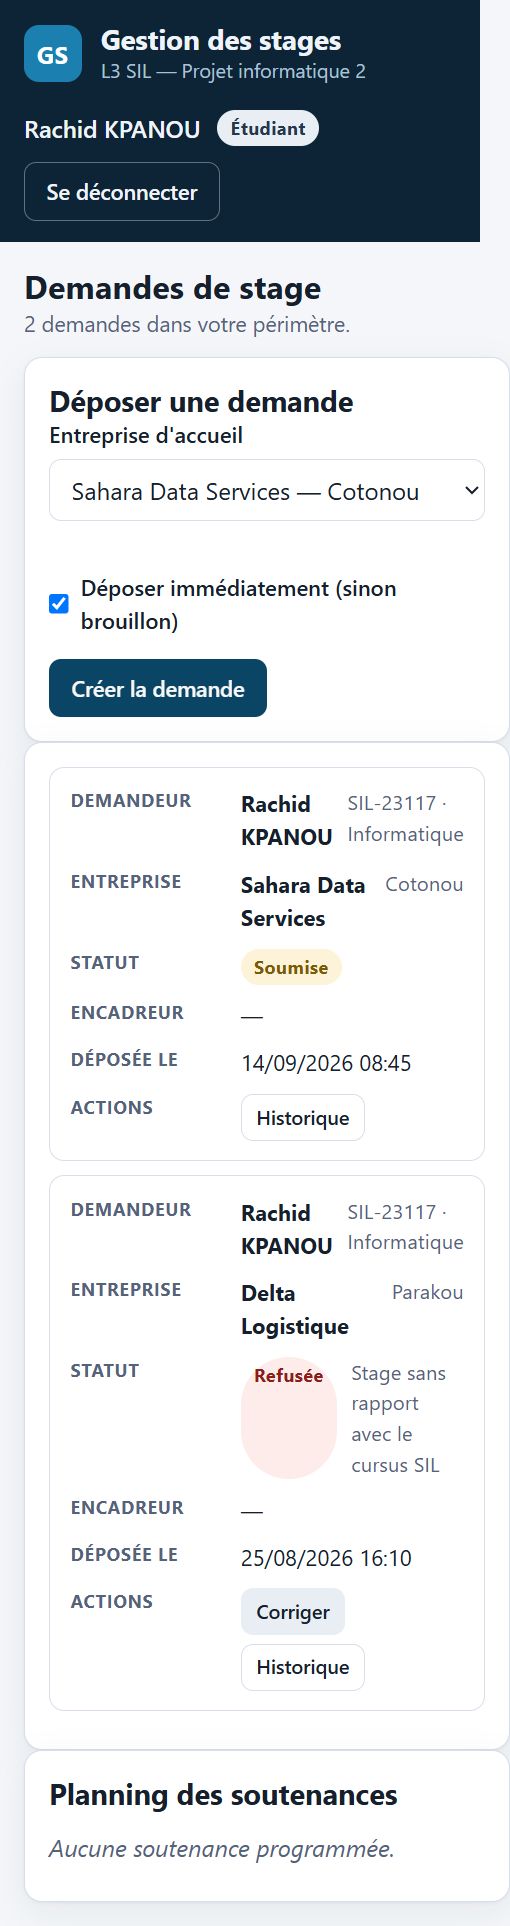 GS
Gestion des stages
L3 SIL — Projet informatique 2
Rachid KPANOU Étudiant
Se déconnecter
Demandes de stage
2 demandes dans votre périmètre.
Déposer une demande
Entreprise d'accueil
Sahara Data Services — Cotonou
Déposer immédiatement (sinon
brouillon)
Créer la demande
DEMANDEUR
Rachid
KPANOU
SIL-23117 ·
Informatique
ENTREPRISE
Sahara Data
Services
Cotonou
STATUT
Soumise
ENCADREUR
—
DÉPOSÉE LE
14/09/2026 08:45
ACTIONS
Historique
DEMANDEUR
Rachid
KPANOU
SIL-23117 ·
Informatique
ENTREPRISE
Delta
Logistique
Parakou
STATUT
Refusée
Stage sans
rapport
avec le
cursus SIL
ENCADREUR
—
DÉPOSÉE LE
25/08/2026 16:10
ACTIONS
Corriger
Historique
Planning des soutenances
Aucune soutenance programmée.